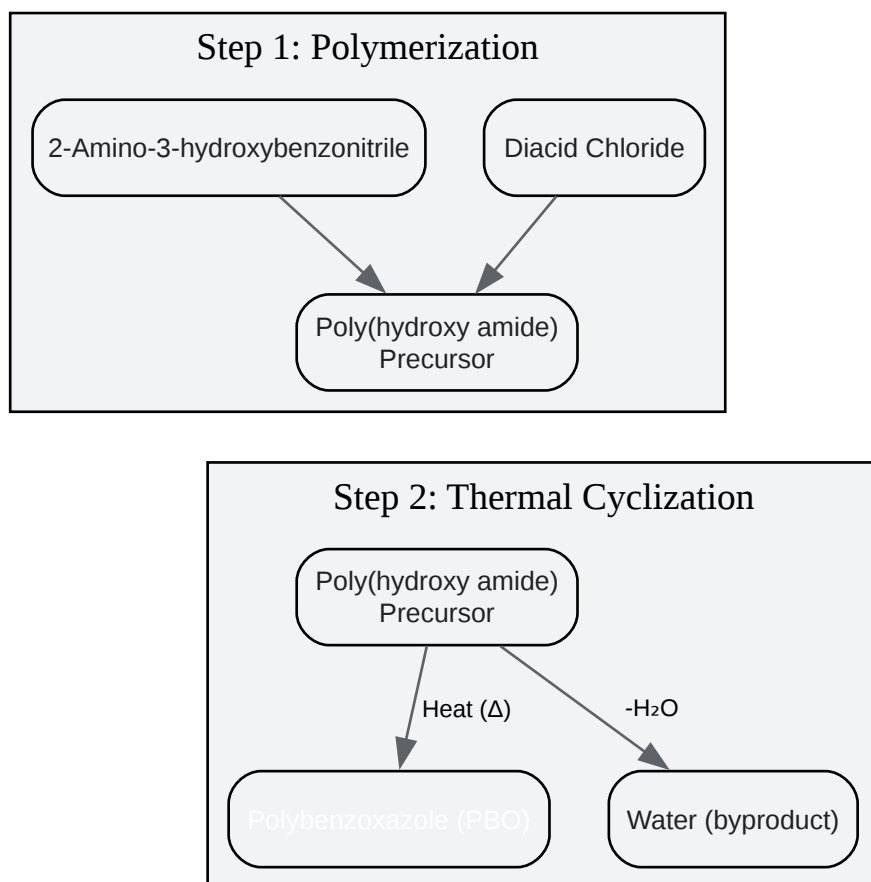 Step 1: Polymerization
2-Amino-3-hydroxybenzonitrile
Diacid Chloride
Poly(hydroxy amide)
Precursor
Step 2: Thermal Cyclization
Poly(hydroxy amide)
Precursor
Heat (Δ)
-H₂O
Polybenzoxazole (PBO)
Water (byproduct)